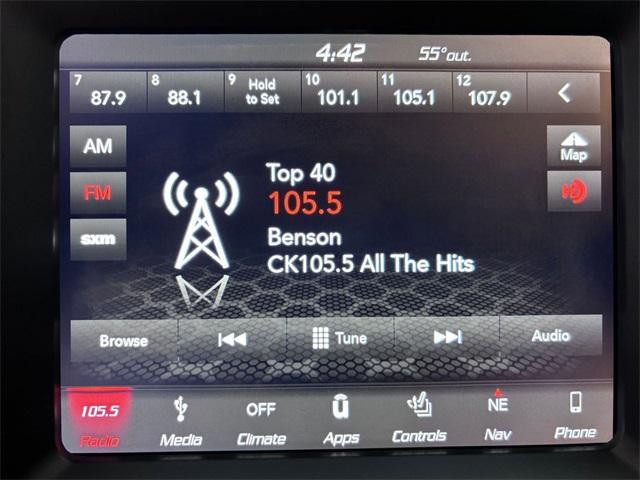 4:42 55° out.
7 87.9 8 88.1 9 Hold to Set 10 101.1 11 105.1 12 107.9
AM
FM
sxm
Map
Top 40
105.5
Benson
CK105.5 All The Hits
Browse Tune Audio
105.5 OFF NE
Radio Media Climate Apps Controls Nav Phone